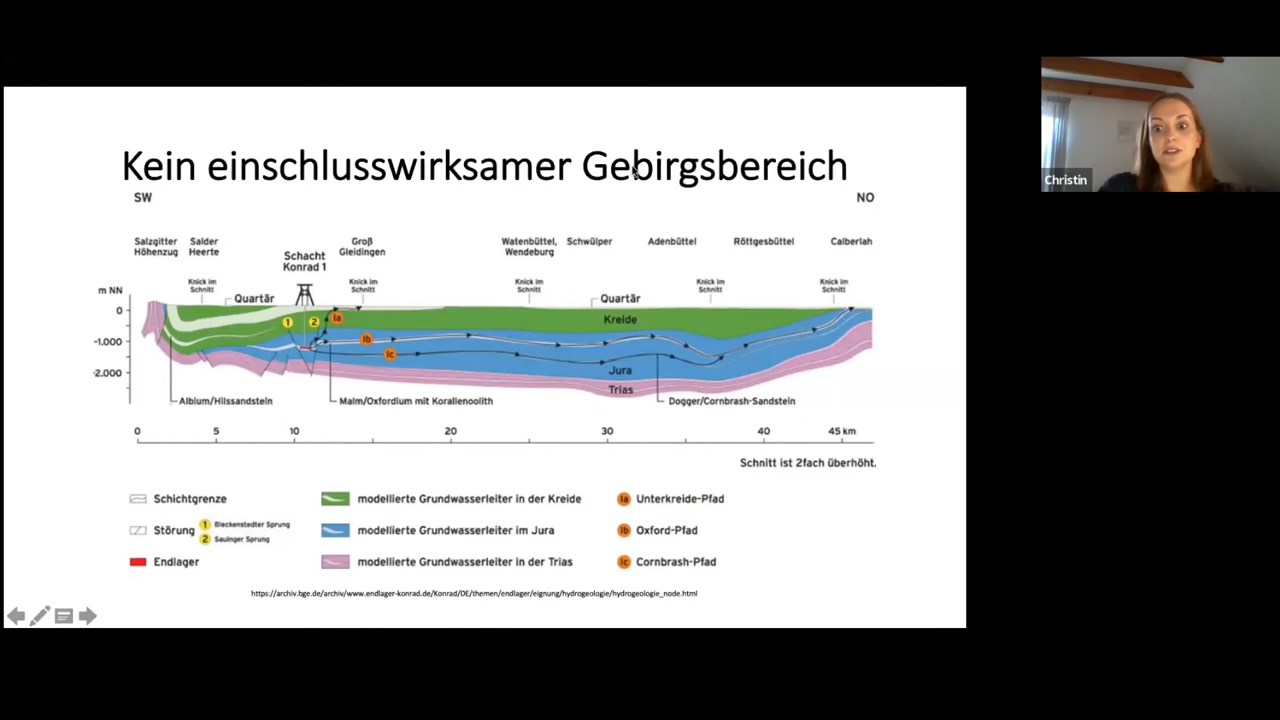 Kein einschlusswirksamer Gebirgsbereich
SW
NO
Salzgitter
Höhenzug
Salder
Heerte
Schacht
Konrad 1
Groß
Gleidingen
Watenbüttel,
Wendeburg
Schwülper
Adenbüttel
Röttgesbüttel
Calberlah
Knick im
Schnitt
Knick im
Schnitt
Knick im
Schnitt
Knick im
Schnitt
Knick im
Schnitt
m NN
Quartär
Quartär
0
-1.000
-2.000
1
2
Ia
Ib
Ic
Kreide
Jura
Trias
Albium/Hilssandstein
Malm/Oxfordium mit Korallenoolith
Dogger/Cornbrash-Sandstein
0 5 10 20 30 40 45 km
Schnitt ist 2fach überhöht.
Schichtgrenze
modellierte Grundwasserleiter in der Kreide
Ia Unterkreide-Pfad
Störung
1 Bleckenstedter Sprung
2 Sauinger Sprung
modellierte Grundwasserleiter im Jura
Ib Oxford-Pfad
Endlager
modellierte Grundwasserleiter in der Trias
Ic Cornbrash-Pfad
https://archiv.bge.de/archiv/www.endlager-konrad.de/Konrad/DE/themen/endlager/eignung/hydrogeologie/hydrogeologie_node.html
Christin